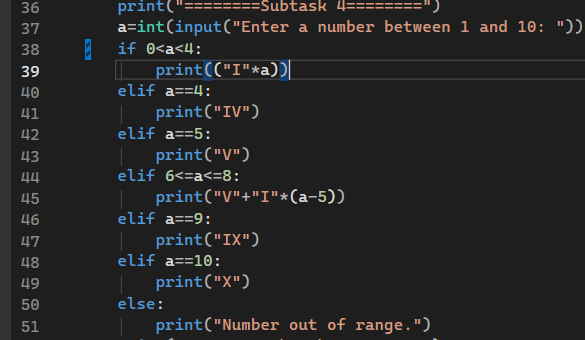 36 print("========Subtask 4========")
37 a=int(input("Enter a number between 1 and 10: "))
38 if 0<a<4:
39 print(("I"*a))
40 elif a==4:
41 print("IV")
42 elif a==5:
43 print("V")
44 elif 6<=a<=8:
45 print("V"+"I"*(a-5))
46 elif a==9:
47 print("IX")
48 elif a==10:
49 print("X")
50 else:
51 print("Number out of range.")